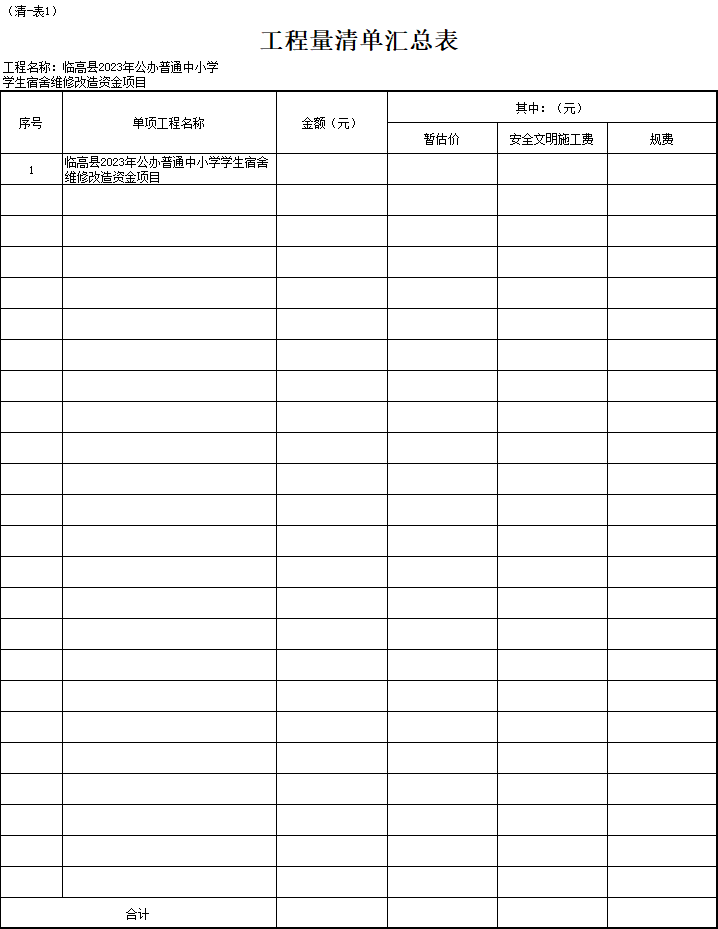 （清-表1）
工程量清单汇总表
工程名称：临高县2023年公办普通中小学
学生宿舍维修改造资金项目
序号
单项工程名称
金额（元）
其中：（元）
暂估价
安全文明施工费
规费
1
临高县2023年公办普通中小学学生宿舍
维修改造资金项目
合计